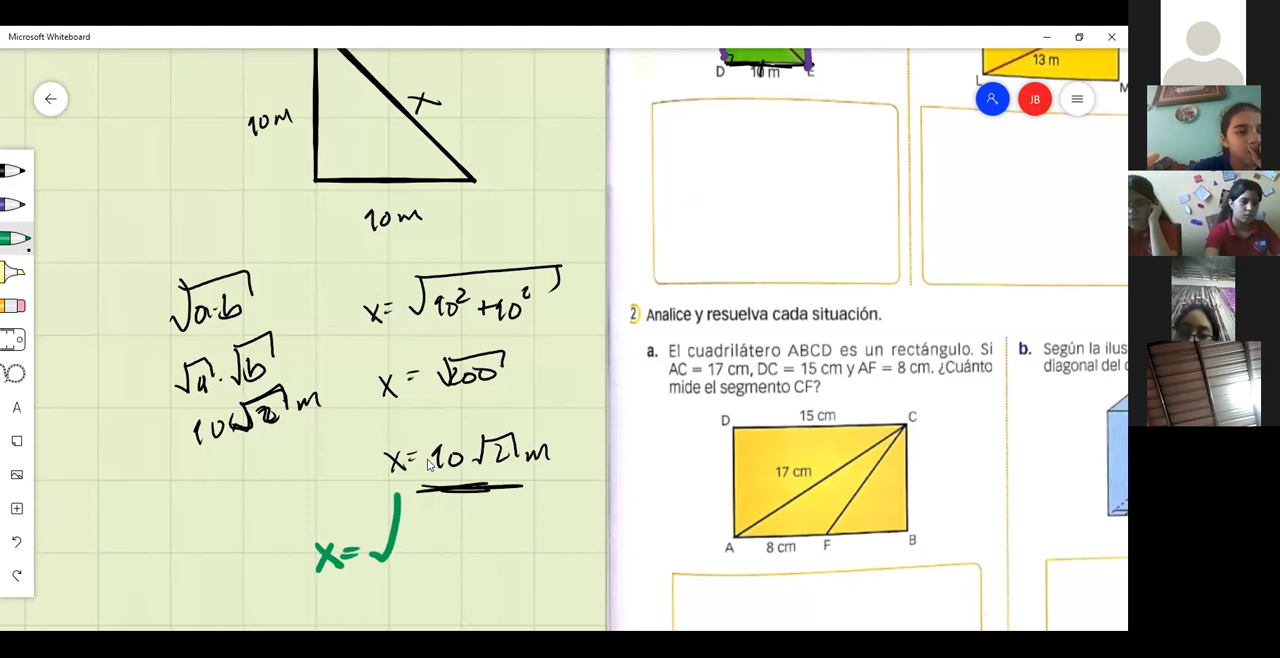 Microsoft Whiteboard
10 m
x
10 m
√a·b
√a · √b
10√2 m
x = √10² + 10²
x = √200
x = 10√2 m
x = √
A
D
10 m
E
L
13 m
M
JB
2 Analice y resuelva cada situación.
a. El cuadrilátero ABCD es un rectángulo. Si
AC = 17 cm, DC = 15 cm y AF = 8 cm. ¿Cuánto
mide el segmento CF?
D
15 cm
C
17 cm
A
8 cm
F
B
b. Según la ilus
diagonal del